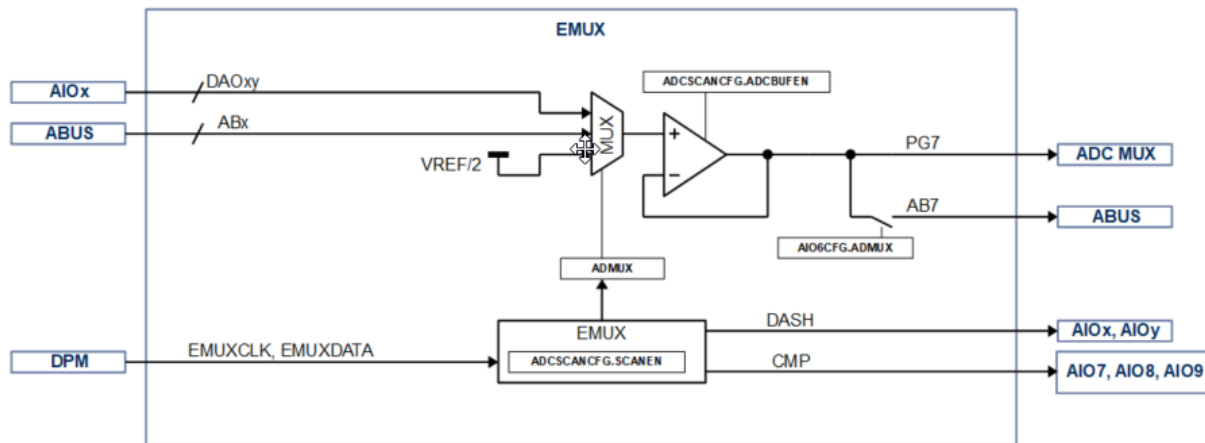 EMUX
AIOx
DAOxy
ADCSCANCFG.ADCBUFEN
ABUS
ABx
MUX
VREF/2
PG7
ADC MUX
AB7
ABUS
AIO6CFG.ADMUX
ADMUX
DPM
EMUXCLK, EMUXDATA
EMUX
ADCSCANCFG.SCANEN
DASH
AIOx, AIOy
CMP
AIO7, AIO8, AIO9